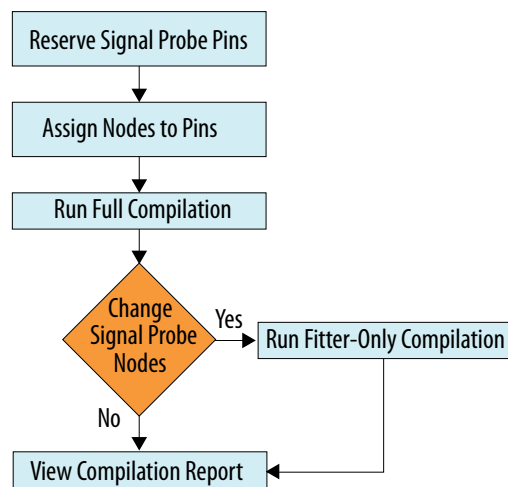 Reserve Signal Probe Pins
Assign Nodes to Pins
Run Full Compilation
Change
Signal Probe
Nodes
Yes
Run Fitter-Only Compilation
No
View Compilation Report